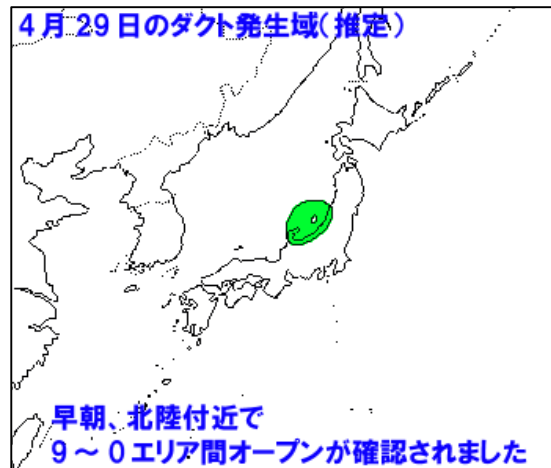 4月29日のダクト発生域(推定)
早朝、北陸付近で
9～0エリア間オープンが確認されました